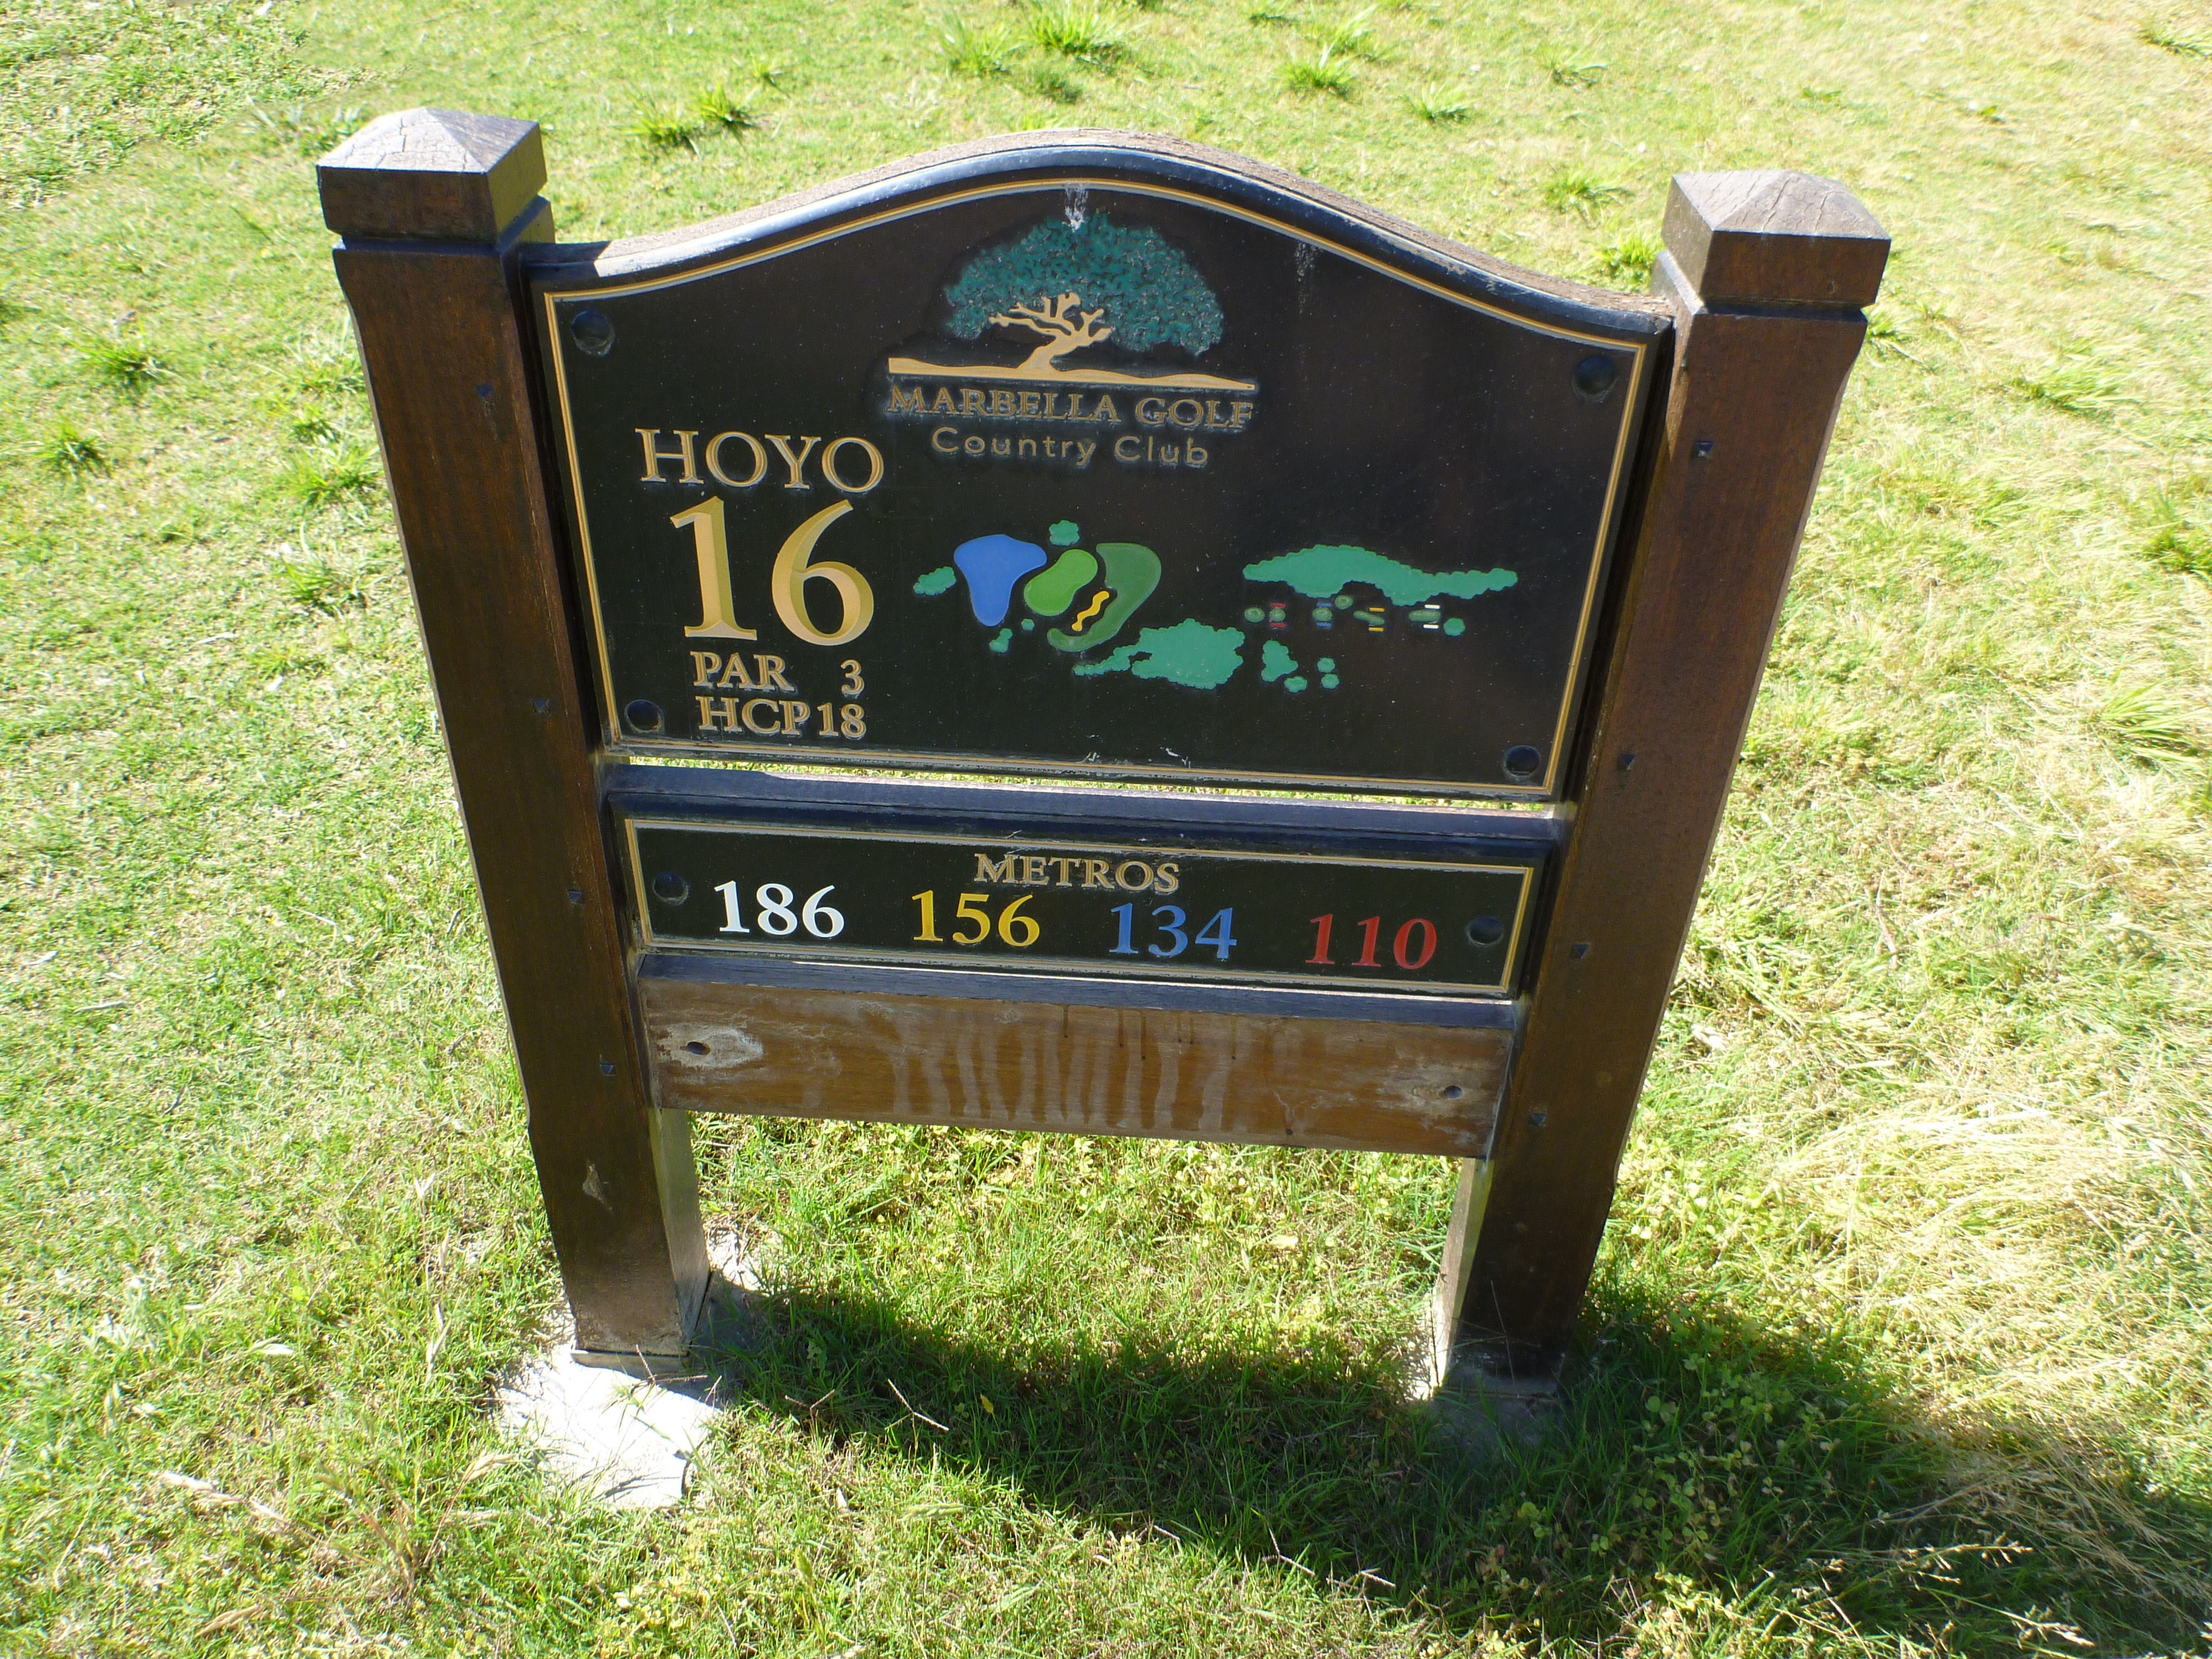 MARBELLA GOLF
Country Club
HOYO
16
PAR 3
HCP 18
METROS
186 156 134 110